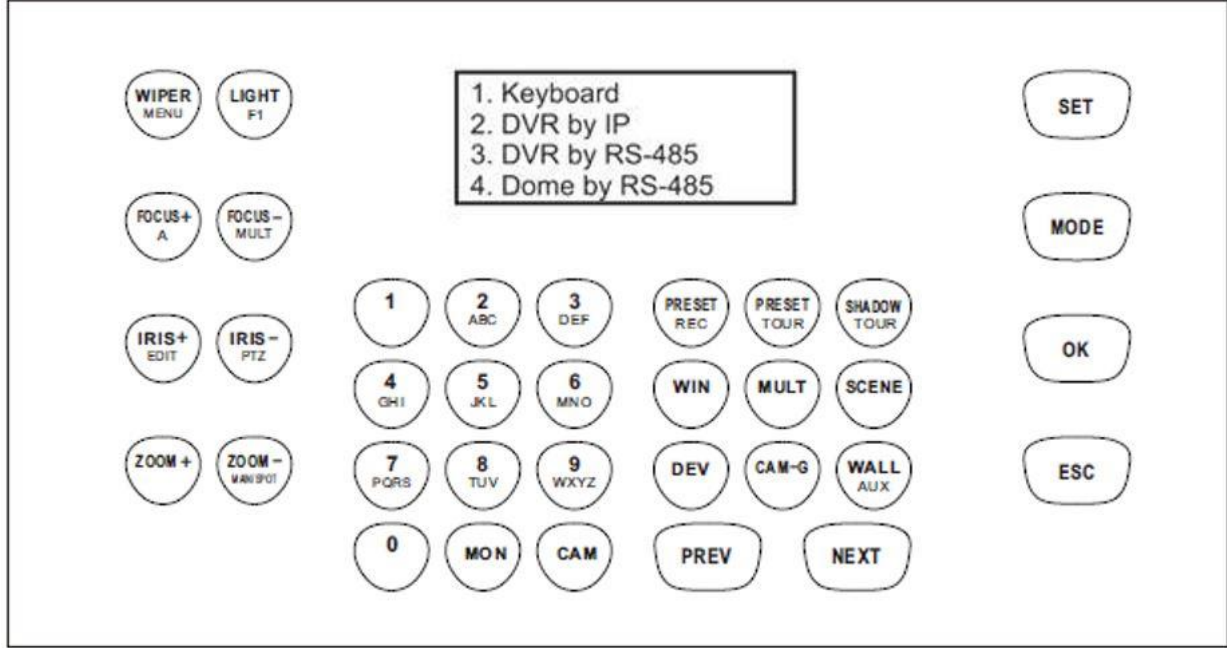 WIPER
MENU
LIGHT
F1
1. Keyboard
2. DVR by IP
3. DVR by RS-485
4. Dome by RS-485
SET
FOCUS+
A
FOCUS−
MULT
MODE
1
2
ABC
3
DEF
PRESET
REC
PRESET
TOUR
SHADOW
TOUR
IRIS+
EDIT
IRIS−
PTZ
OK
4
GHI
5
JKL
6
MNO
WIN
MULT
SCENE
ZOOM+
ZOOM−
MANI/SPOT
7
PQRS
8
TUV
9
WXYZ
DEV
CAM-G
WALL
AUX
ESC
0
MON
CAM
PREV
NEXT